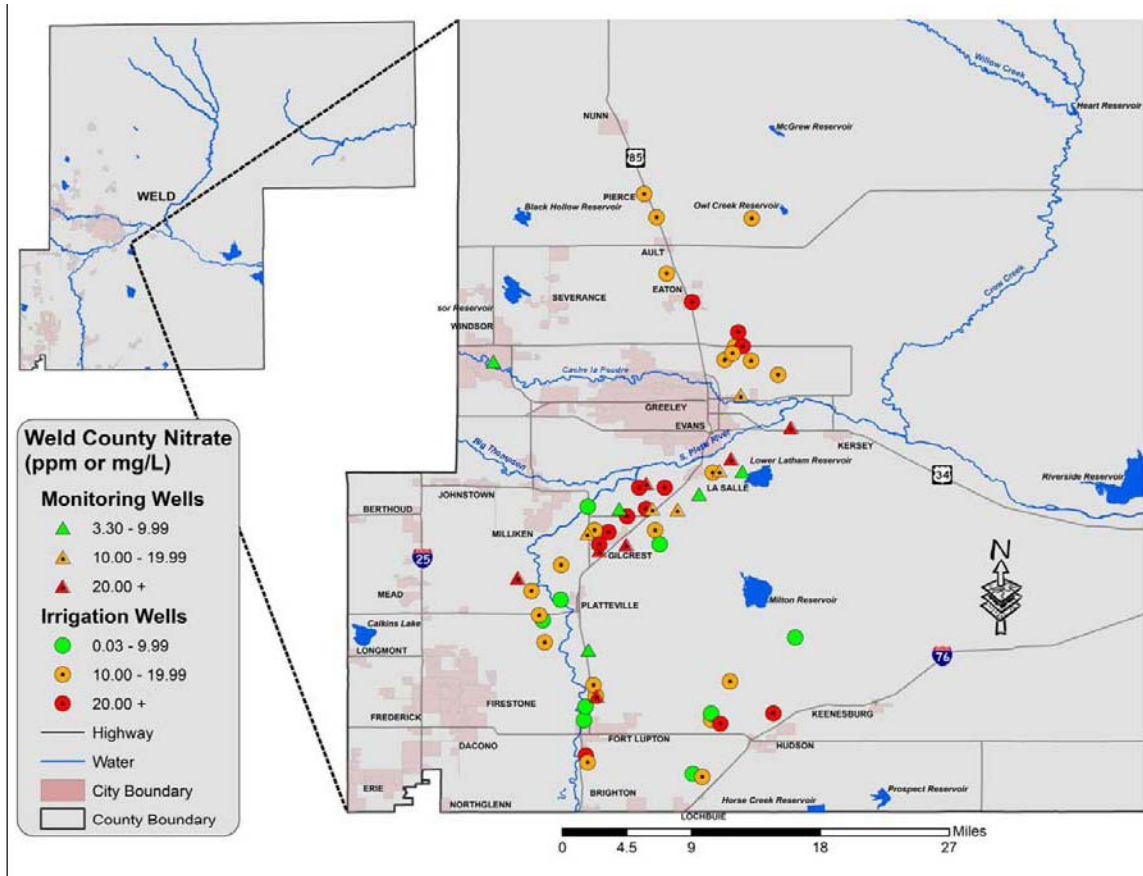 WELD
Weld County Nitrate
(ppm or mg/L)
Monitoring Wells
3.30 - 9.99
10.00 - 19.99
20.00 +
Irrigation Wells
0.03 - 9.99
10.00 - 19.99
20.00 +
Highway
Water
City Boundary
County Boundary
Willow Creek
Heart Reservoir
NUNN
McGrew Reservoir
85
PIERCE
Black Hollow Reservoir
Owl Creek Reservoir
AULT
Crow Creek
EATON
SEVERANCE
sor Reservoir
WINDSOR
Cache la Poudre
GREELEY
EVANS
S. Platte River
KERSEY
Big Thompson
Lower Latham Reservoir
34
Riverside Reservoir
LA SALLE
JOHNSTOWN
BERTHOUD
MILLIKEN
25
GILCREST
N
MEAD
PLATTEVILLE
Milton Reservoir
Calkins Lake
LONGMONT
76
FIRESTONE
KEENESBURG
FREDERICK
FORT LUPTON
DACONO
HUDSON
ERIE
BRIGHTON
Prospect Reservoir
NORTHGLENN
Horse Creek Reservoir
LOCHBUIE
Miles
0 4.5 9 18 27